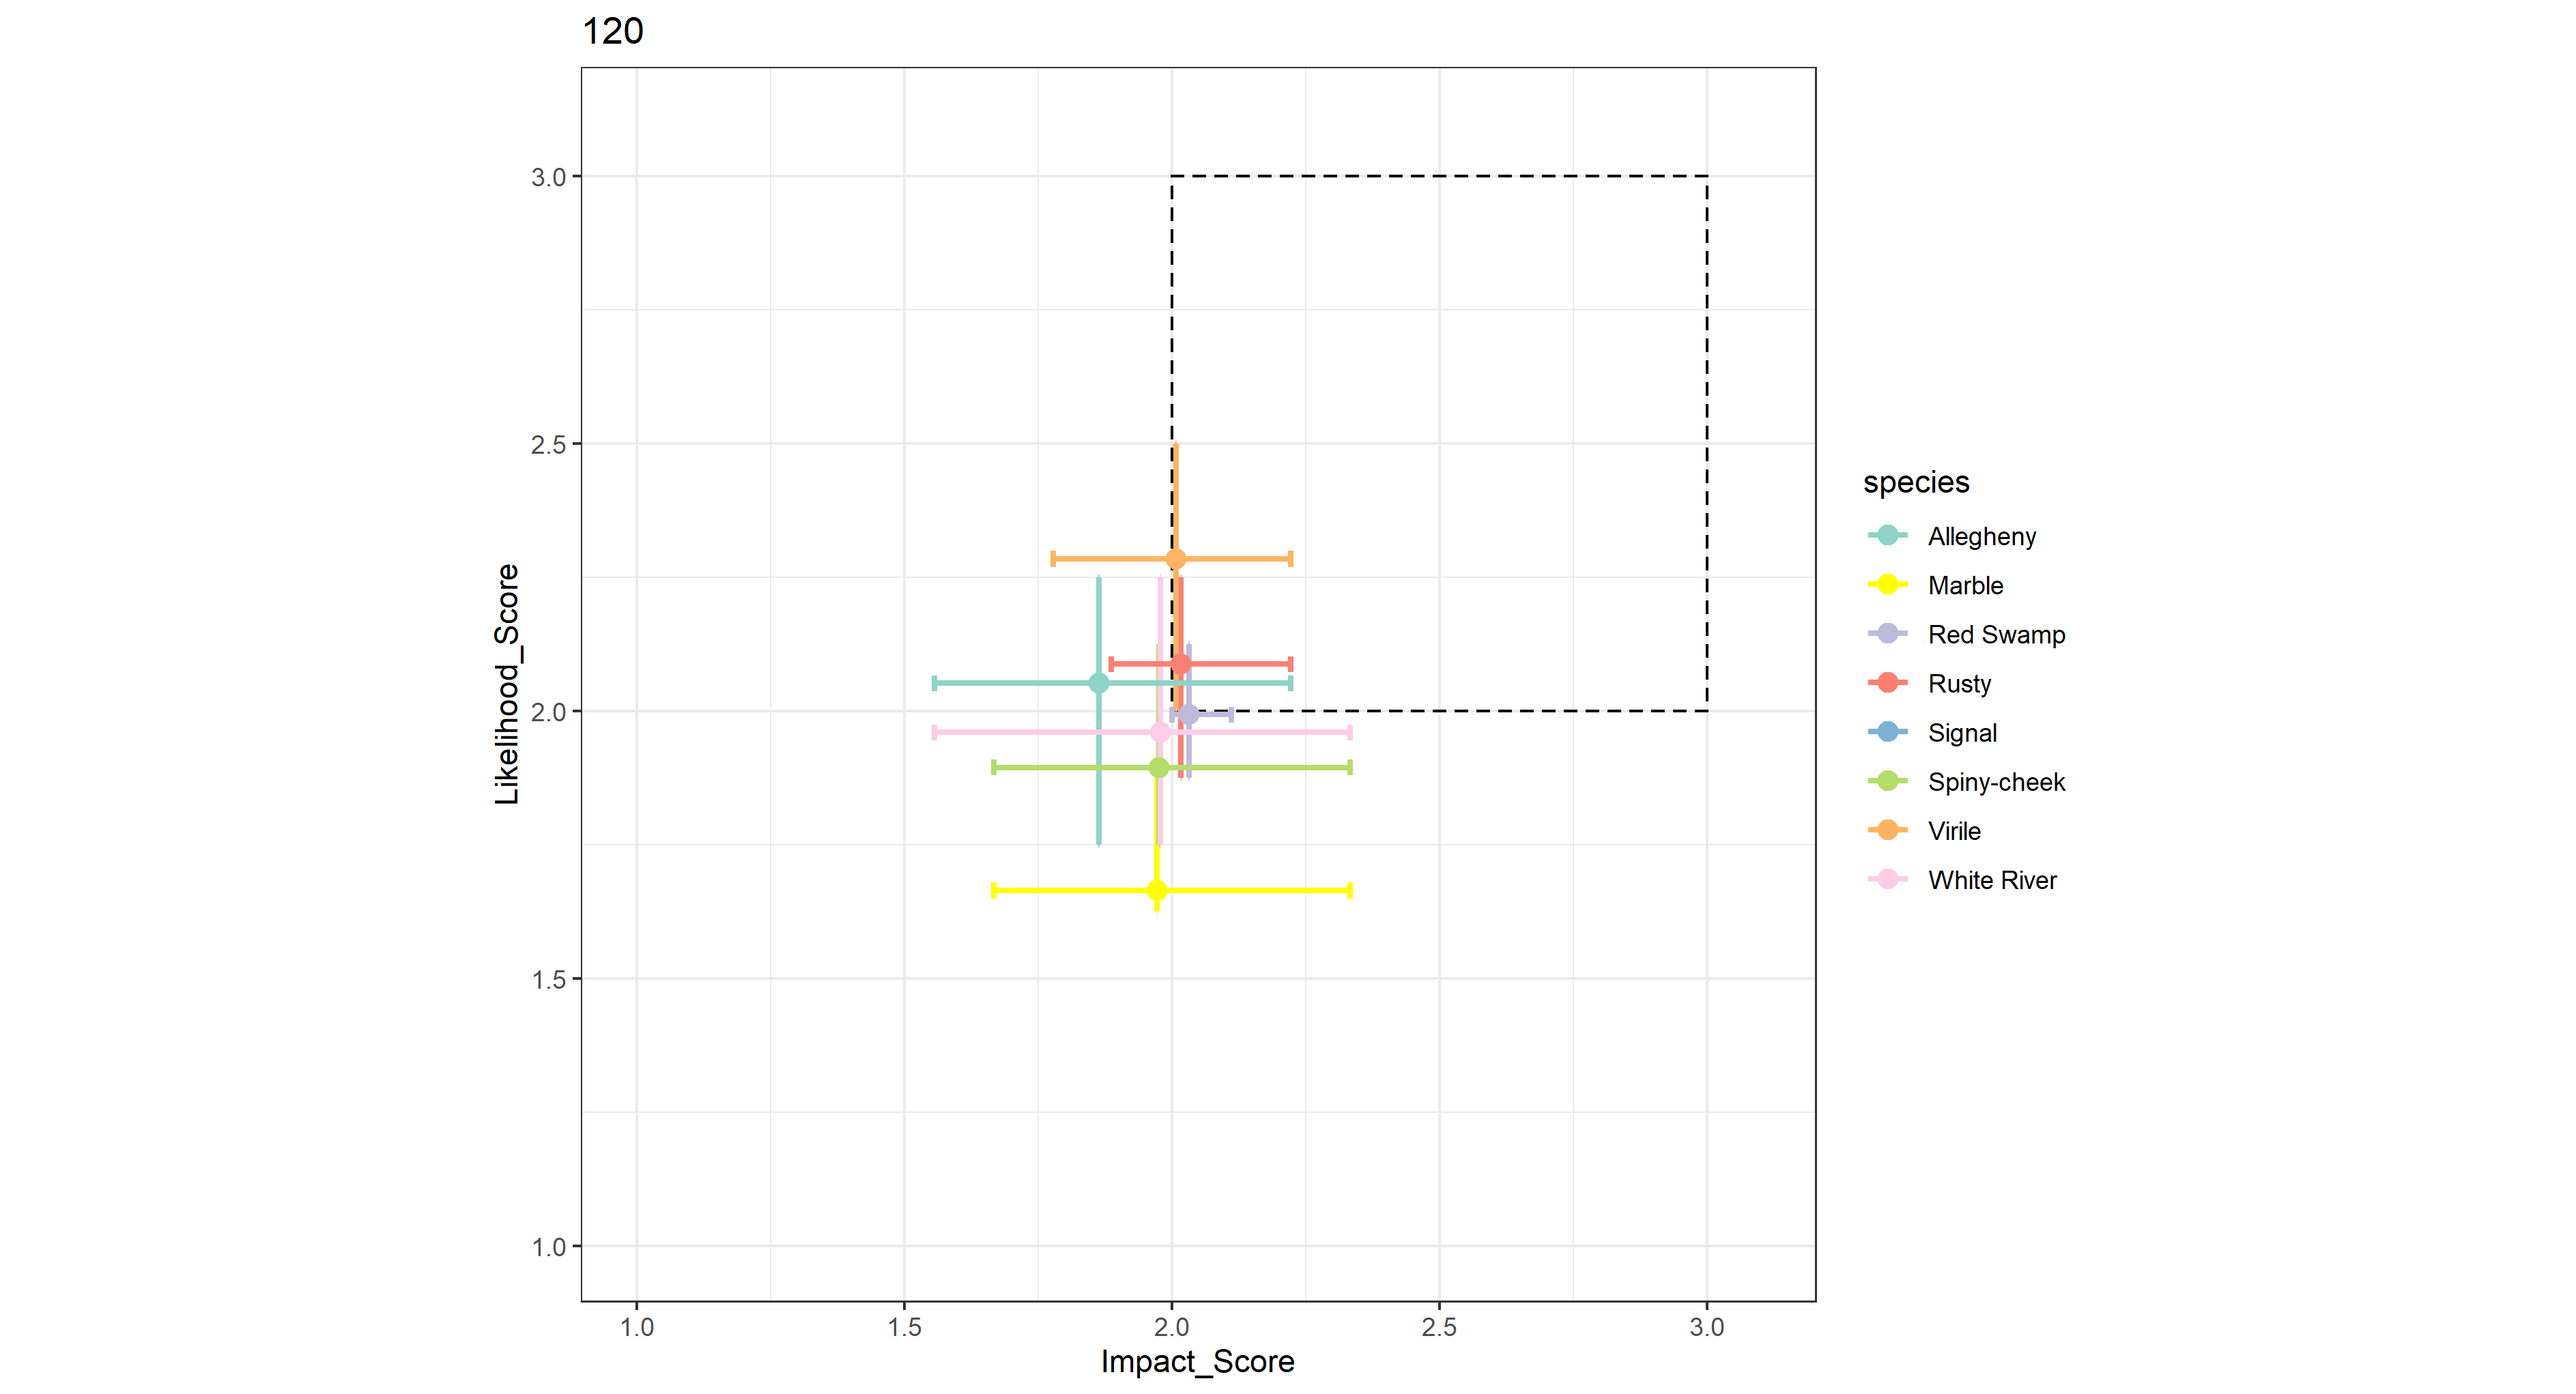 120
Likelihood_Score
3.0
2.5
2.0
1.5
1.0
1.0 1.5 2.0 2.5 3.0
Impact_Score
species
Allegheny
Marble
Red Swamp
Rusty
Signal
Spiny-cheek
Virile
White River